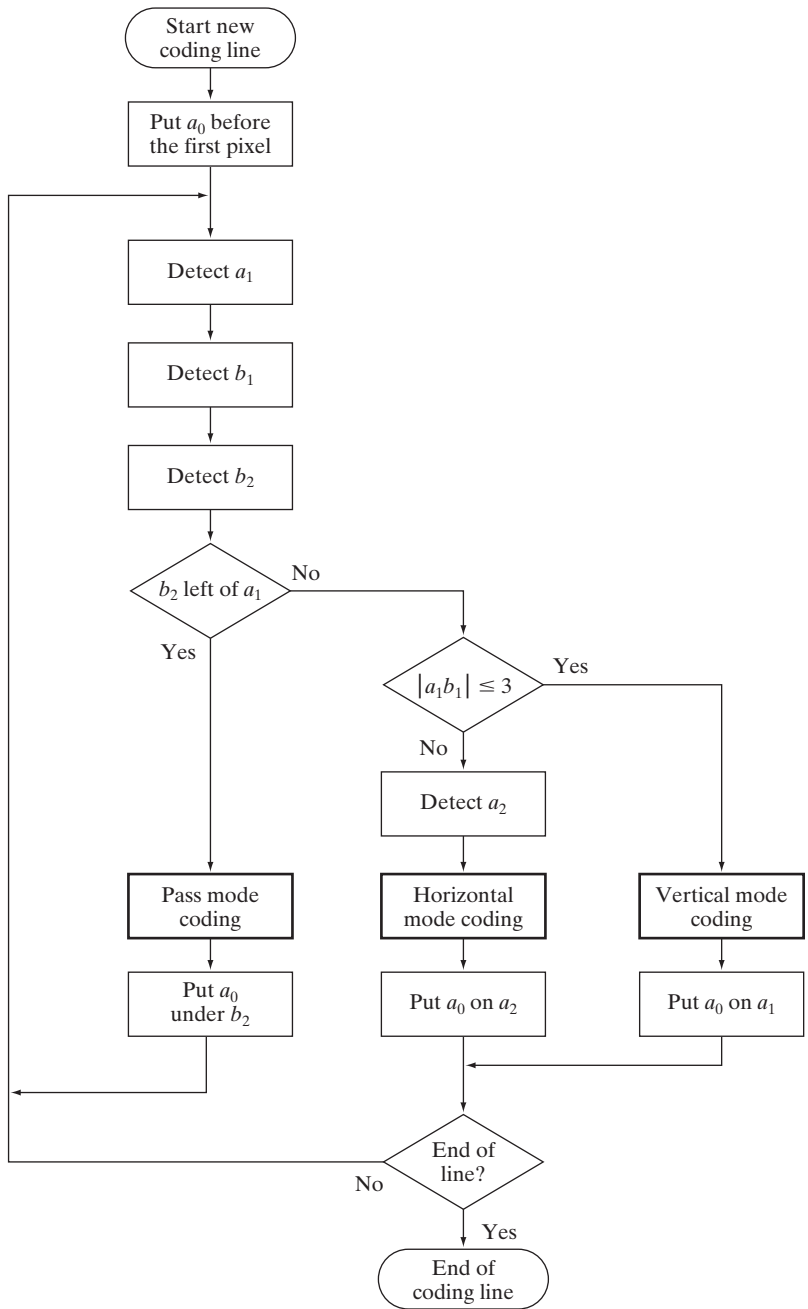 Start new
coding line
Put a₀ before
the first pixel
Detect a₁
Detect b₁
Detect b₂
b₂ left of a₁
No
Yes
|a₁b₁| ≤ 3
Yes
No
Detect a₂
Pass mode
coding
Horizontal
mode coding
Vertical mode
coding
Put a₀
under b₂
Put a₀ on a₂
Put a₀ on a₁
End of
line?
No
Yes
End of
coding line